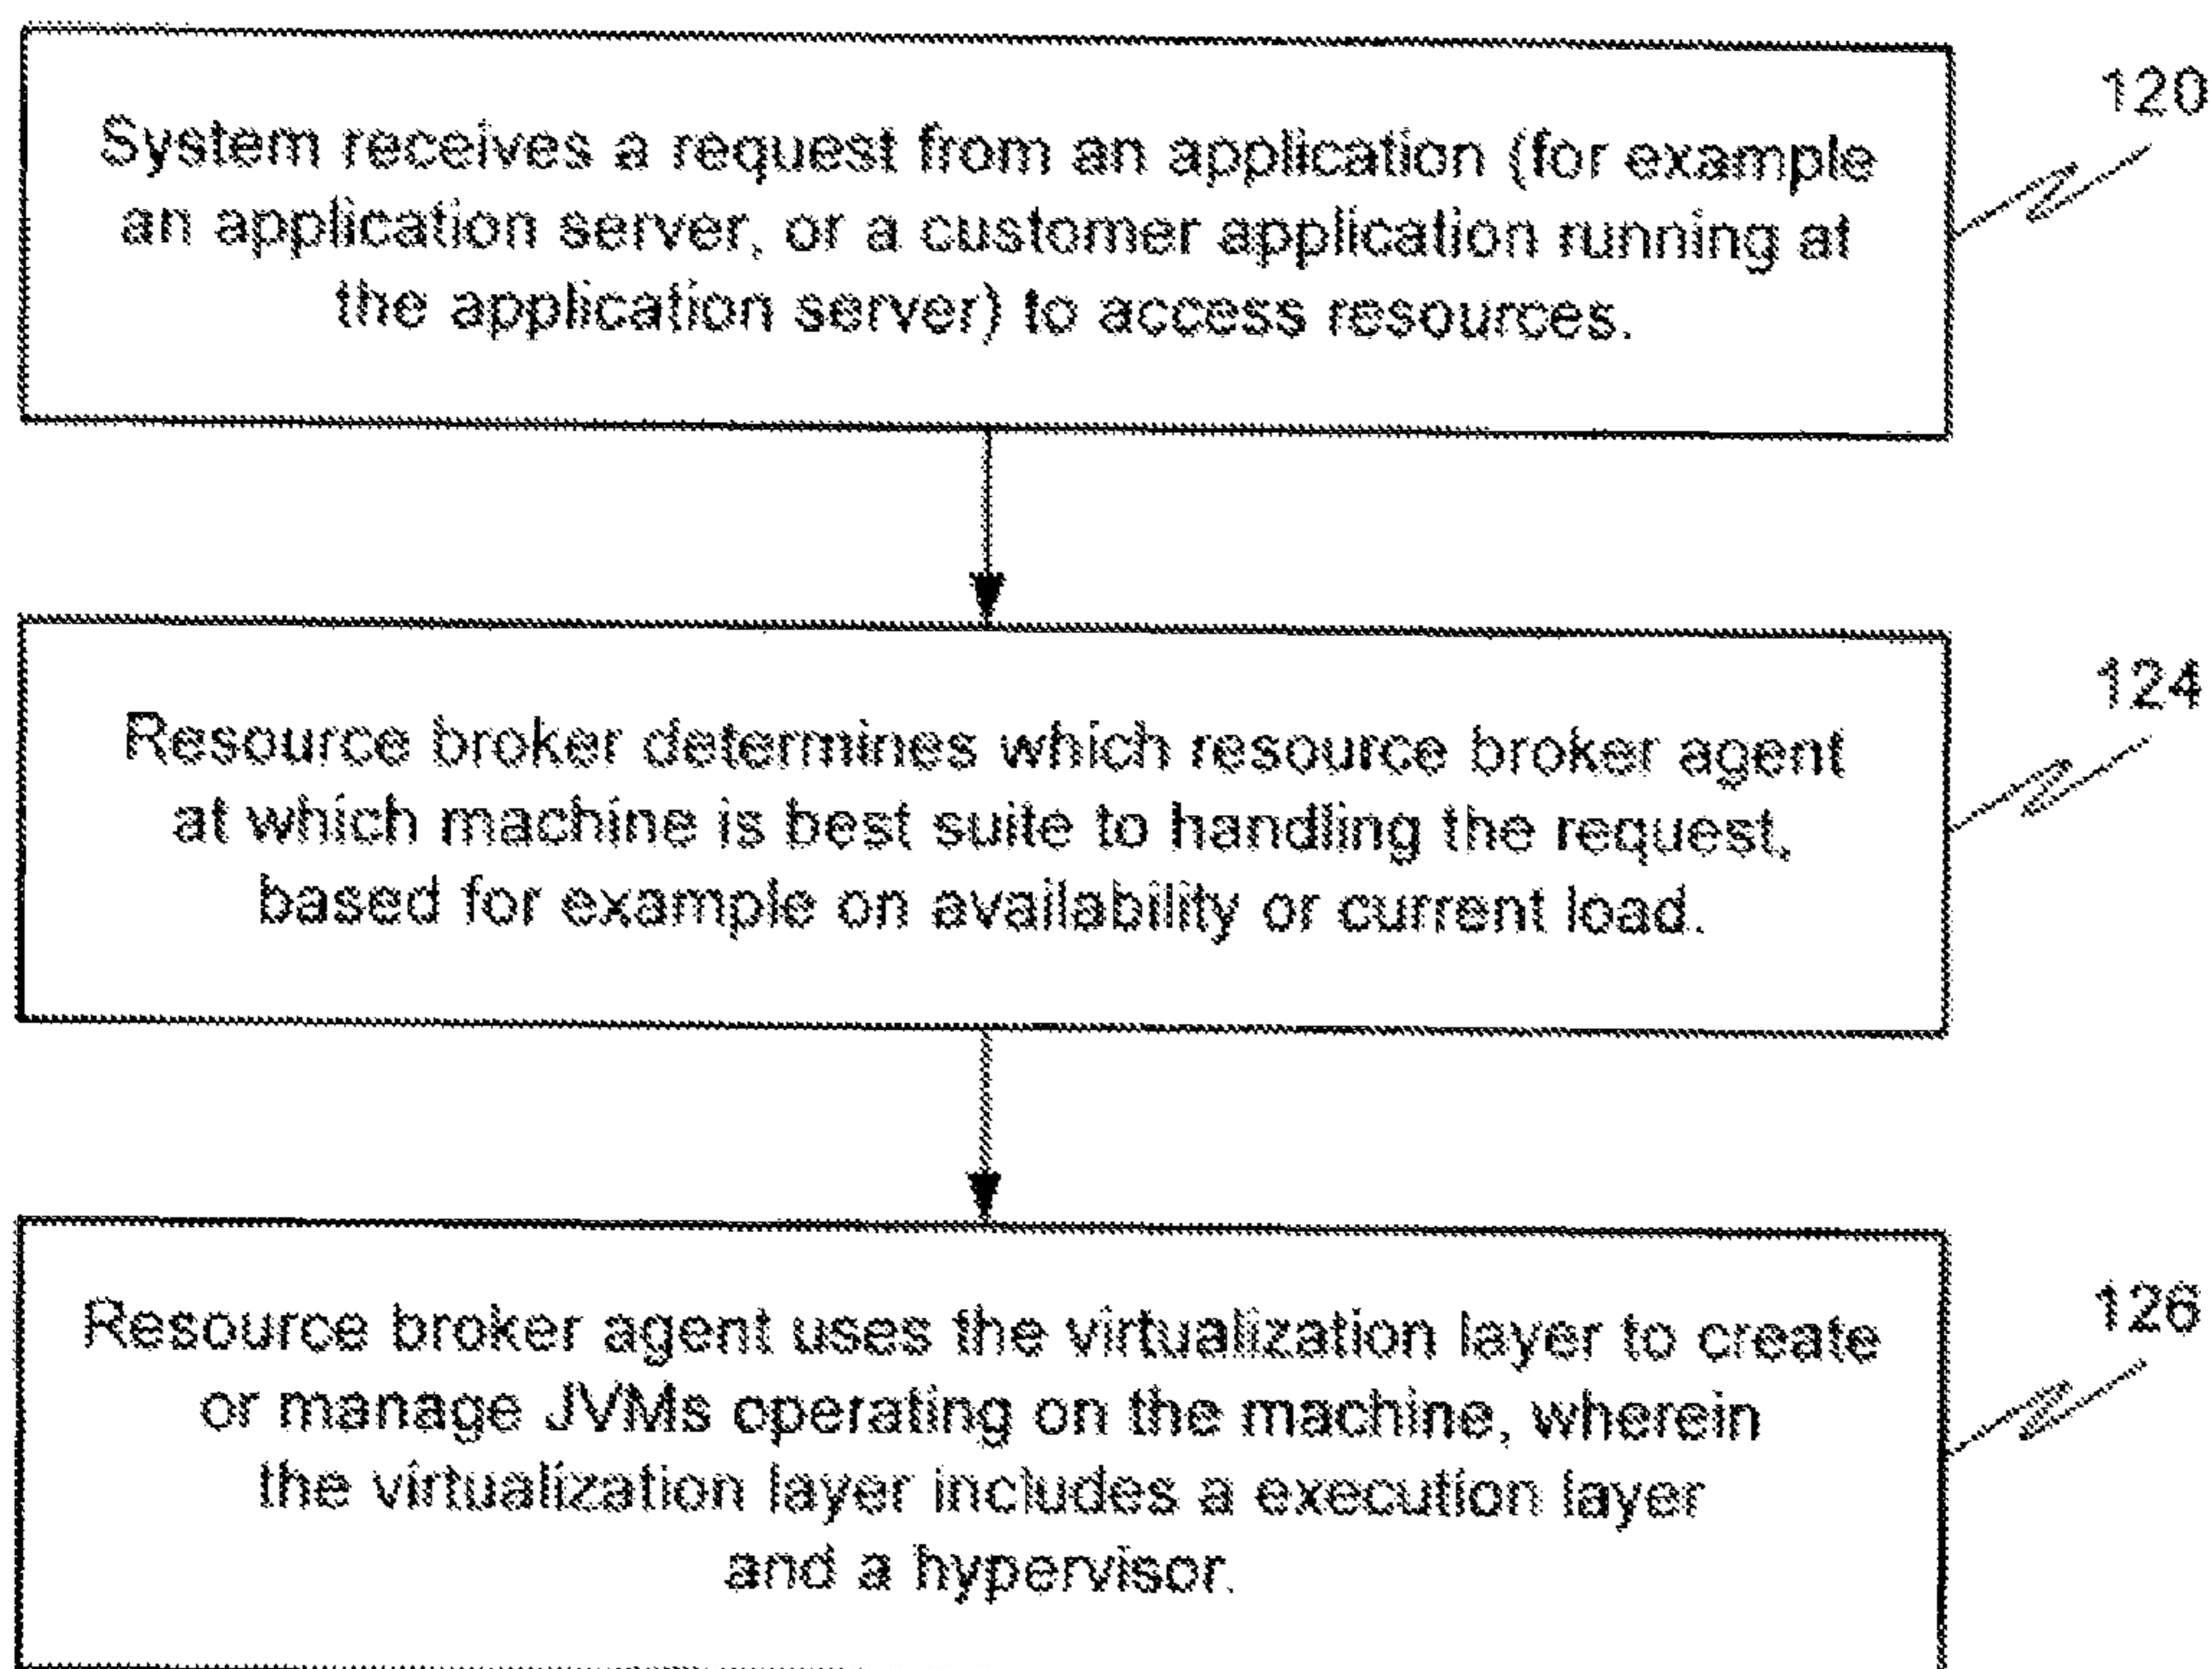 System receives a request from an application (for example
an application server, or a customer application running at
the application server) to access resources.
120
Resource broker determines which resource broker agent
at which machine is best suite to handling the request,
based for example on availability or current load.
124
Resource broker agent uses the virtualization layer to create
or manage JVMs operating on the machine, wherein
the virtualization layer includes a execution layer
and a hypervisor.
126